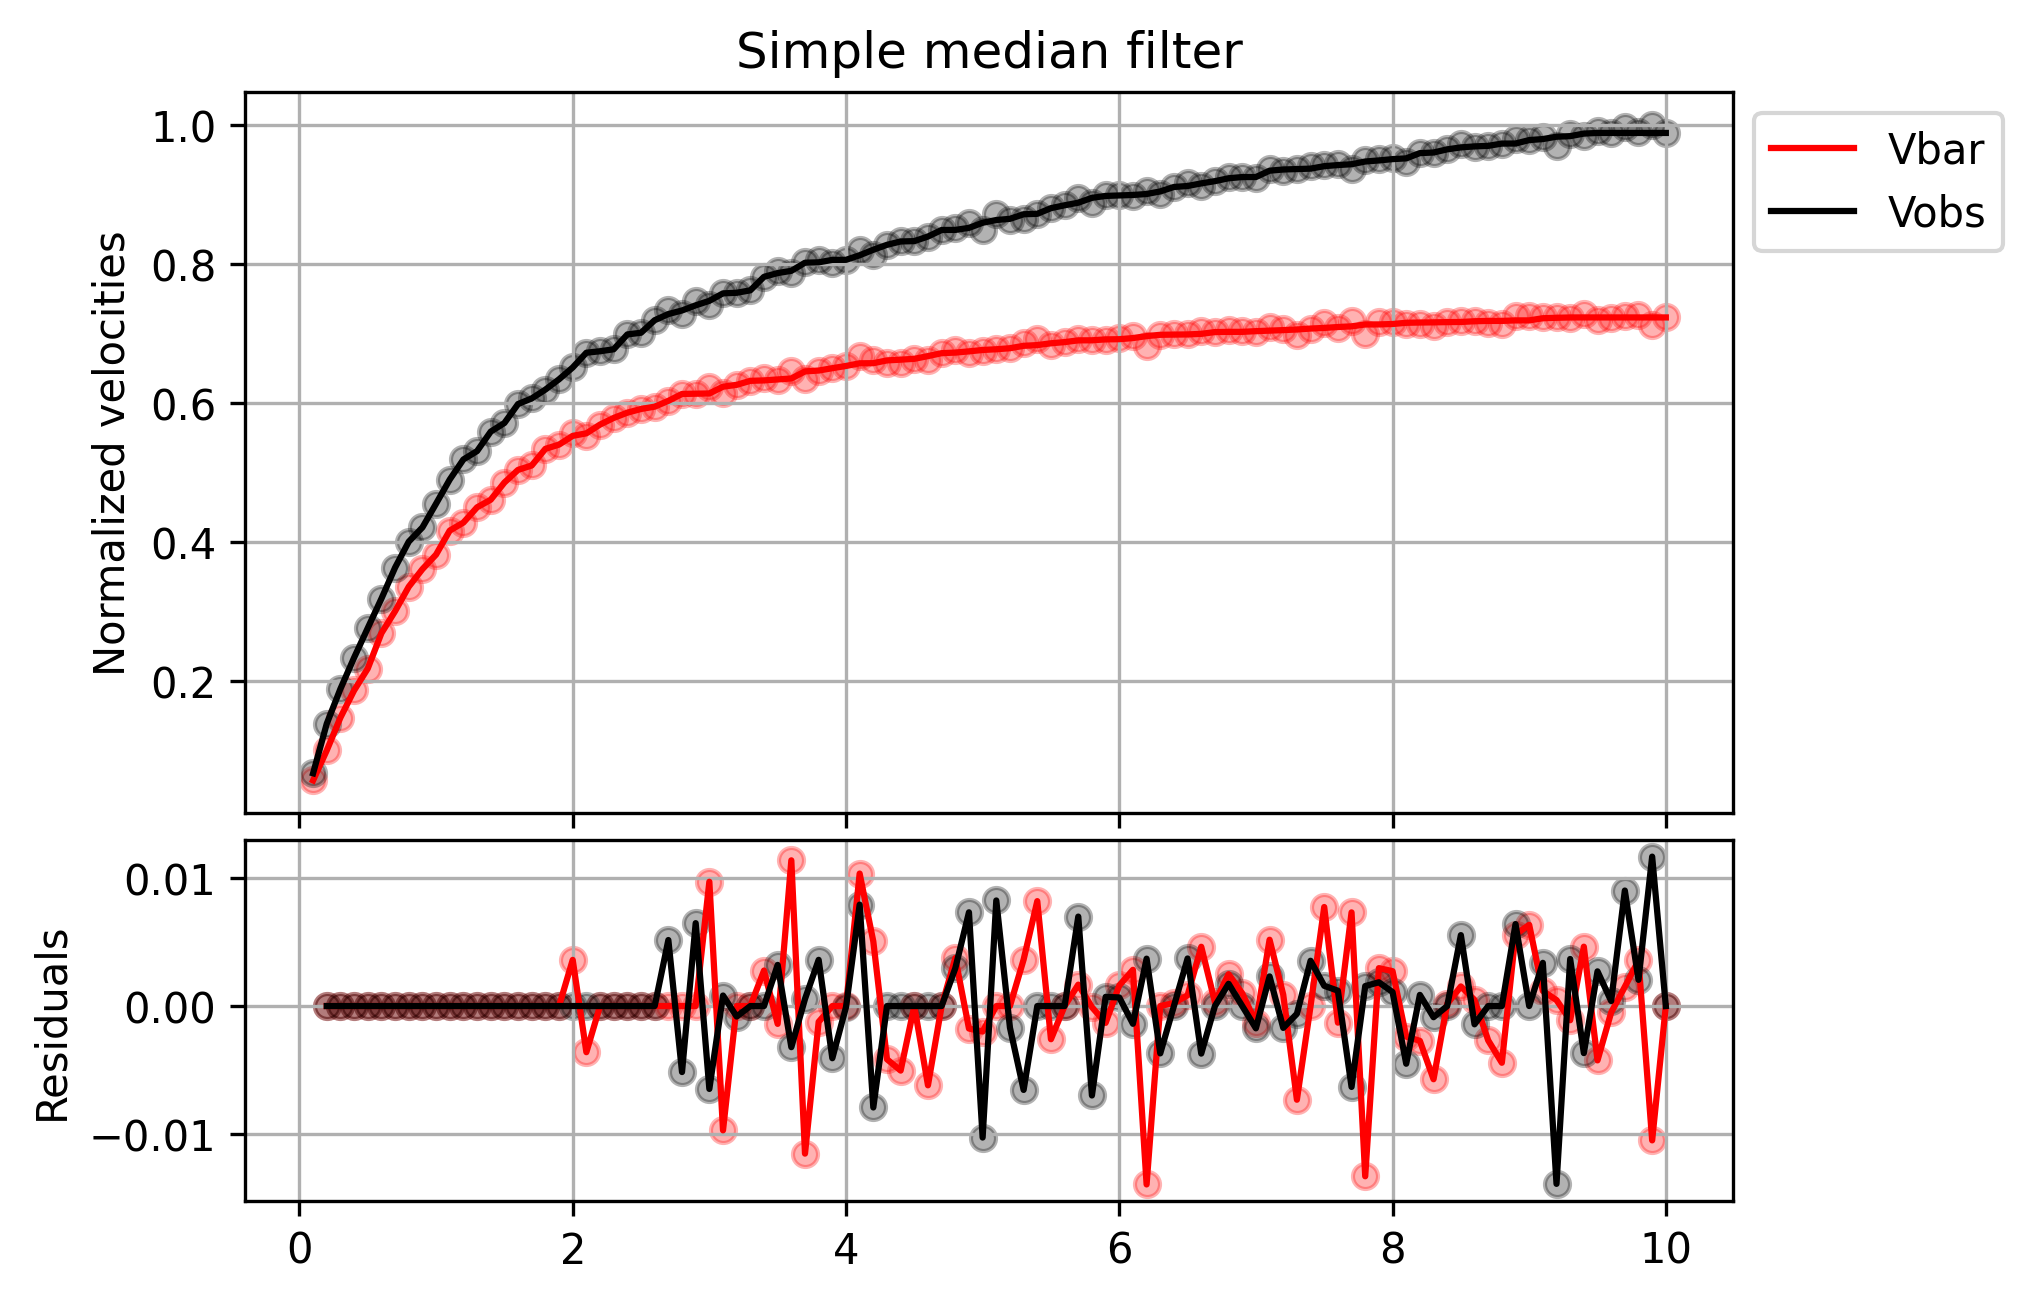 Simple median filter
Normalized velocities
1.0
0.8
0.6
0.4
0.2
Vbar
Vobs
Residuals
0.01
0.00
−0.01
0 2 4 6 8 10